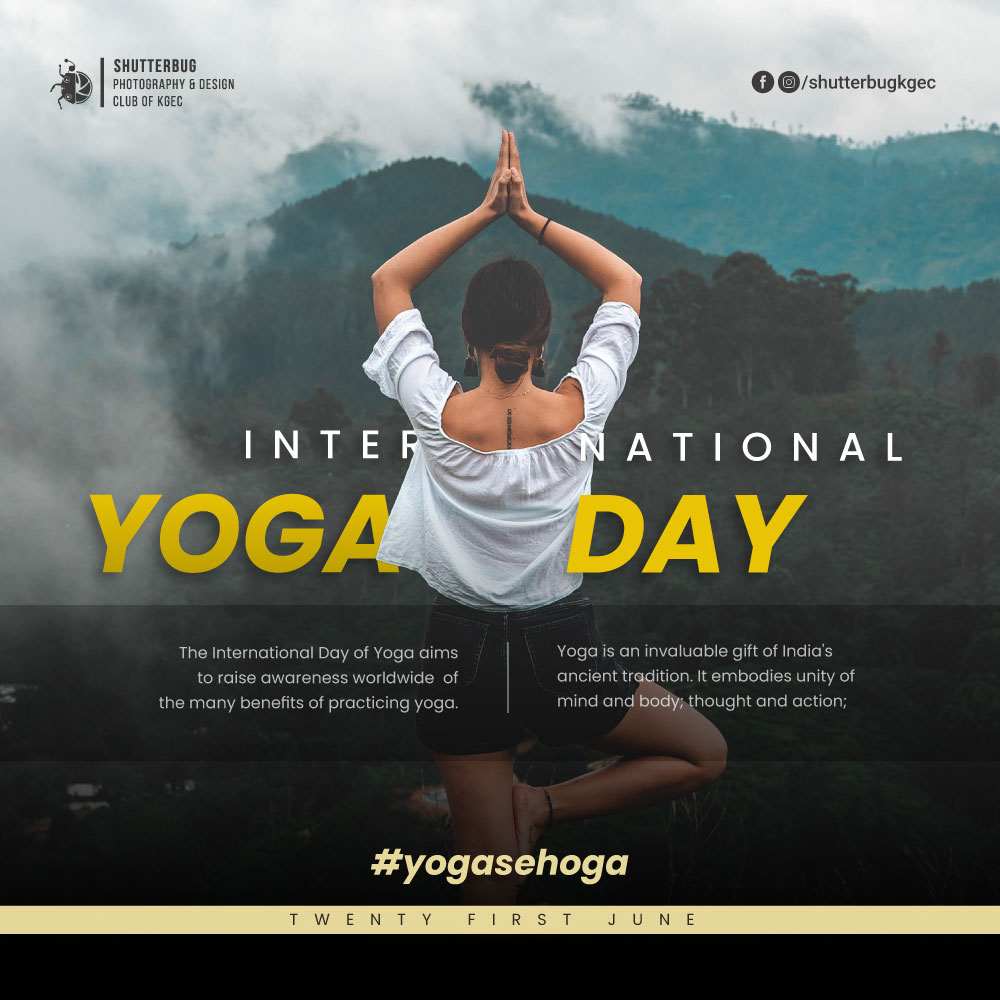 SHUTTERBUG
PHOTOGRAPHY & DESIGN
CLUB OF KGEC
/shutterbugkgec
INTER NATIONAL
YOGA DAY
The International Day of Yoga aims
to raise awareness worldwide of
the many benefits of practicing yoga.
Yoga is an invaluable gift of India's
ancient tradition. It embodies unity of
mind and body; thought and action;
#yogasehoga
TWENTY FIRST JUNE